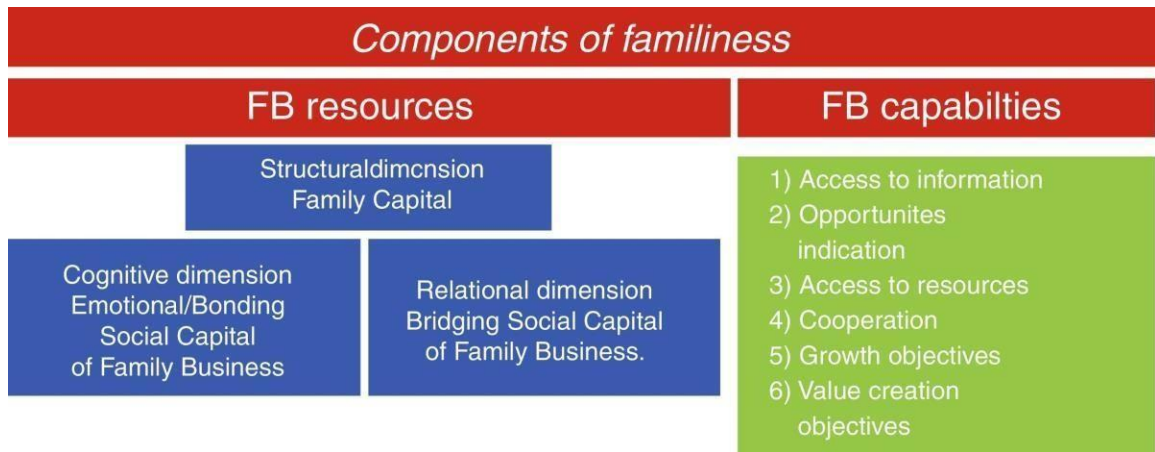 Components of familiness
FB resources
FB capabilties
Structuraldimcnsion
Family Capital
Cognitive dimension
Emotional/Bonding
Social Capital
of Family Business
Relational dimension
Bridging Social Capital
of Family Business.
1) Access to information
2) Opportunites
indication
3) Access to resources
4) Cooperation
5) Growth objectives
6) Value creation
objectives